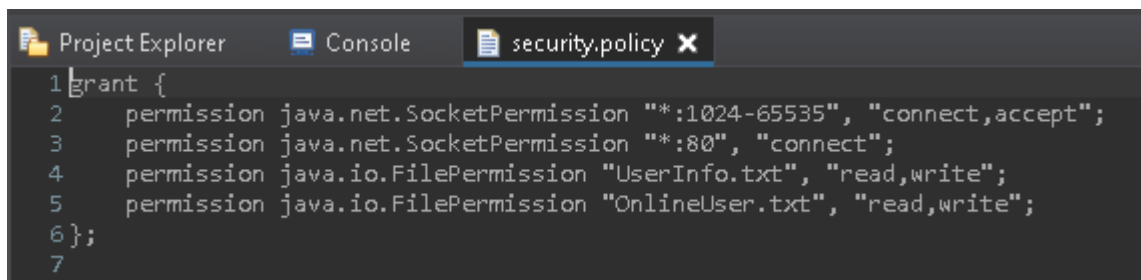 Project Explorer Console security.policy
1 grant {
2 permission java.net.SocketPermission "*:1024-65535", "connect,accept";
3 permission java.net.SocketPermission "*:80", "connect";
4 permission java.io.FilePermission "UserInfo.txt", "read,write";
5 permission java.io.FilePermission "OnlineUser.txt", "read,write";
6 };
7